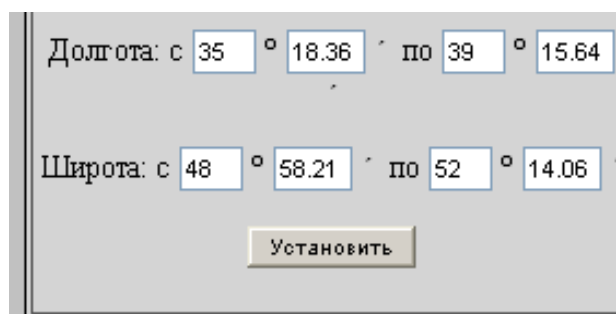 Долгота: с 35 ° 18.36 ´ по 39 ° 15.64
´
Широта: с 48 ° 58.21 ´ по 52 ° 14.06 ´
Установить